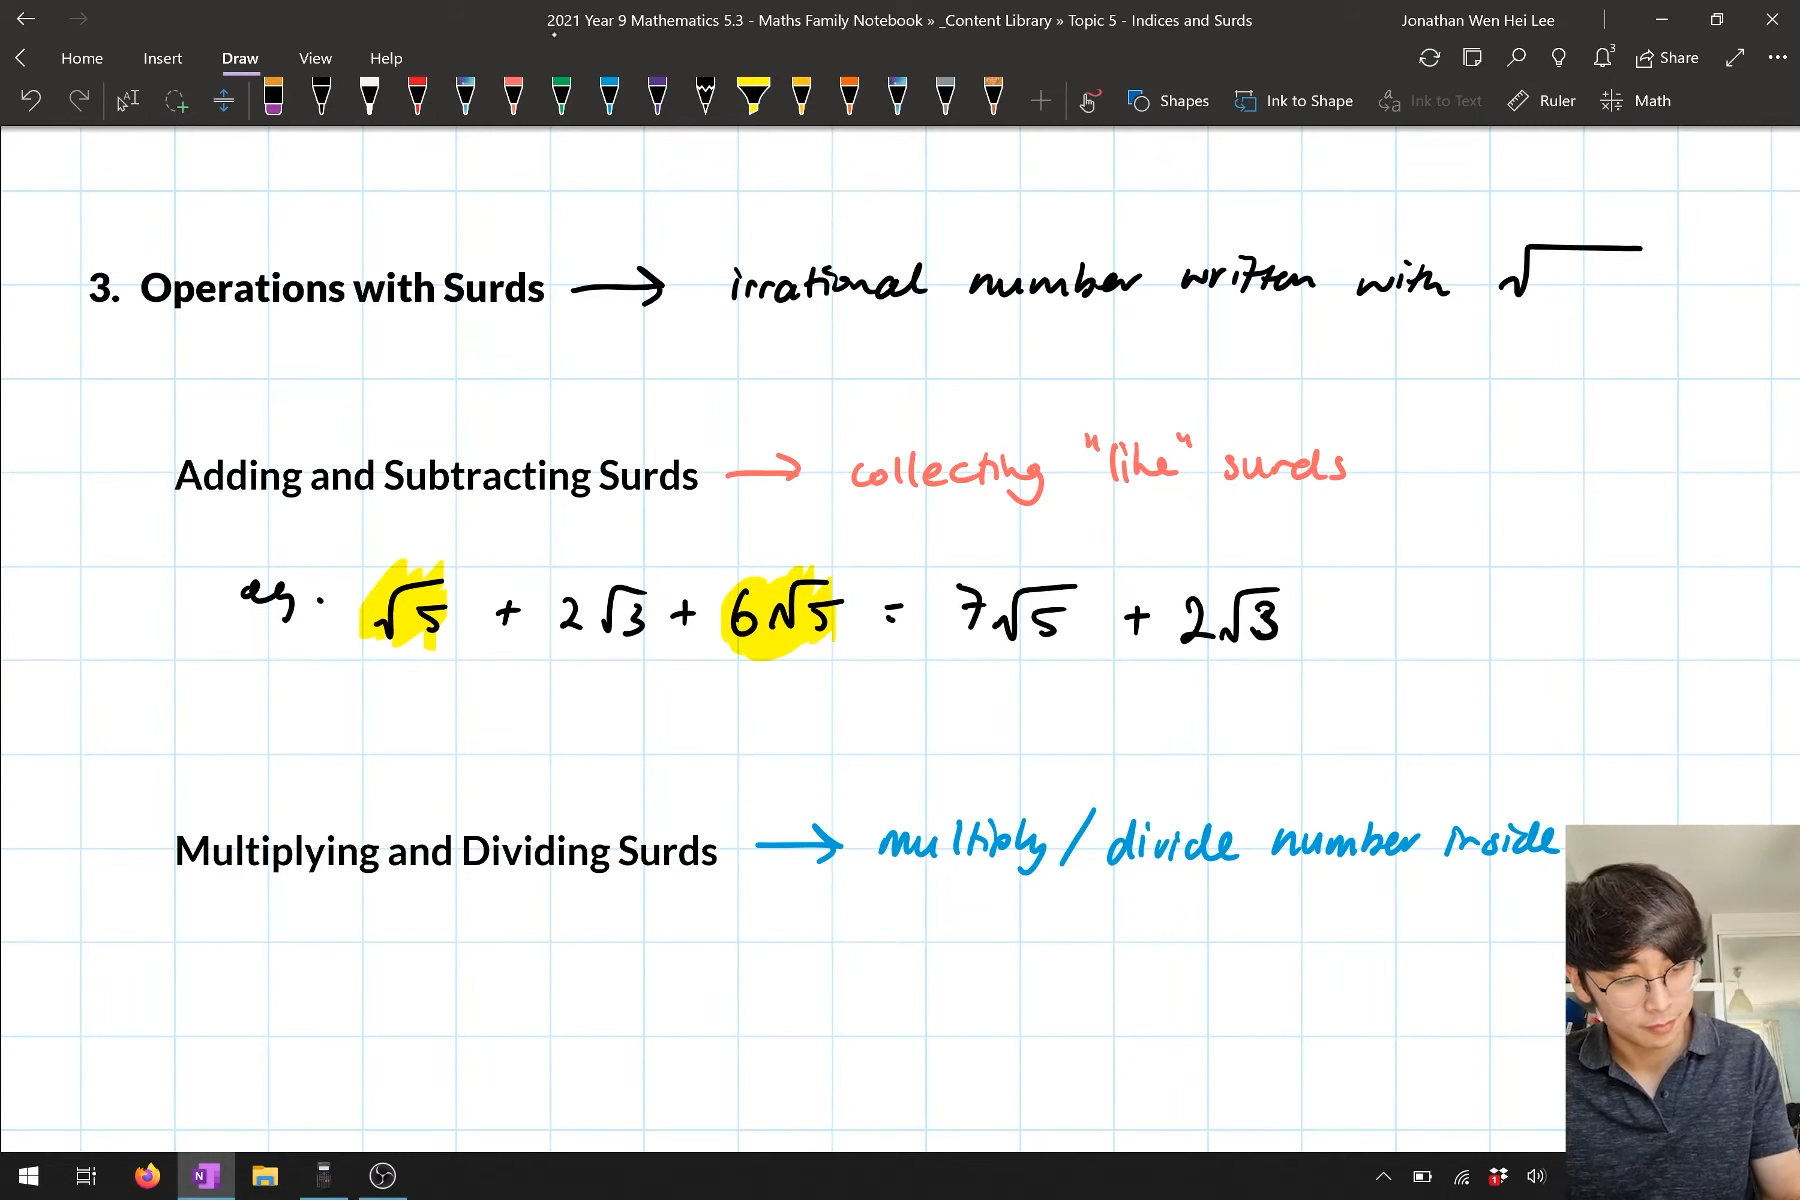 2021 Year 9 Mathematics 5.3 - Maths Family Notebook » _Content Library » Topic 5 - Indices and Surds
Jonathan Wen Hei Lee
Home Insert Draw View Help
3 Share
Shapes Ink to Shape Ink to Text Ruler Math
3. Operations with Surds → irrational number written with √
Adding and Subtracting Surds → collecting "like" surds
eg. √5 + 2√3 + 6√5 = 7√5 + 2√3
Multiplying and Dividing Surds → multiply / divide number inside
N 1